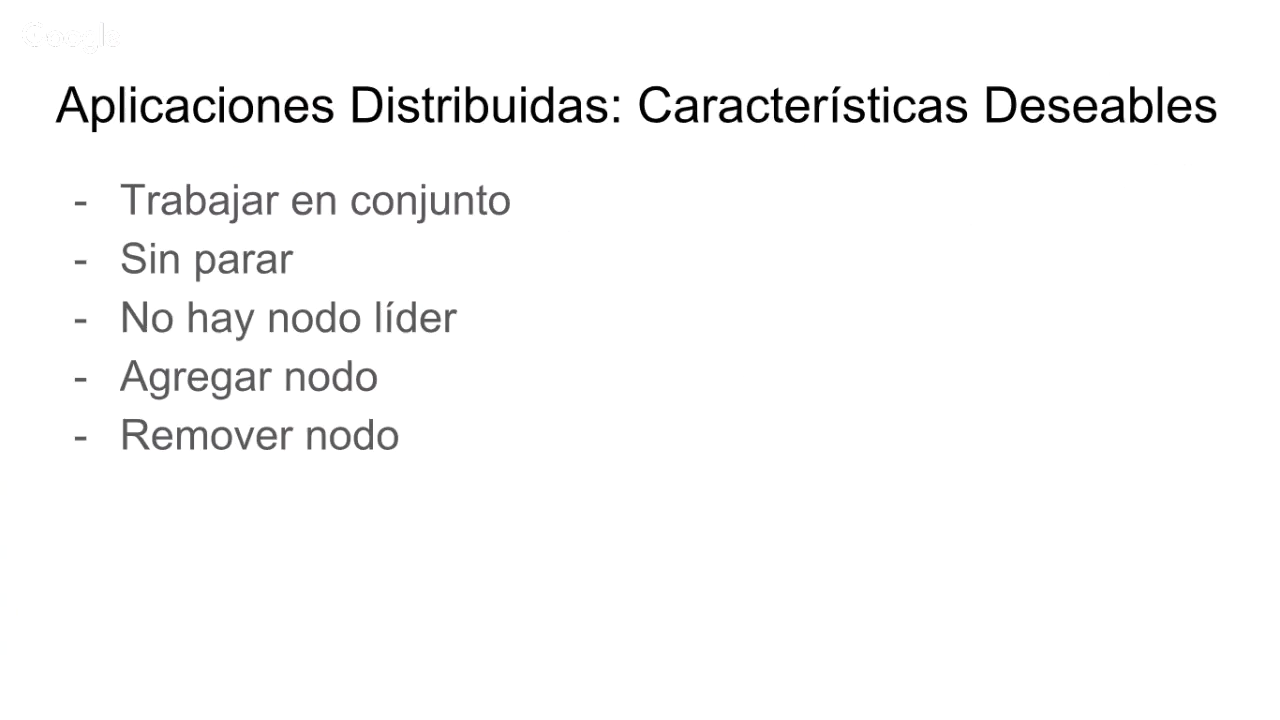 Google
Aplicaciones Distribuidas: Características Deseables
- Trabajar en conjunto
- Sin parar
- No hay nodo líder
- Agregar nodo
- Remover nodo